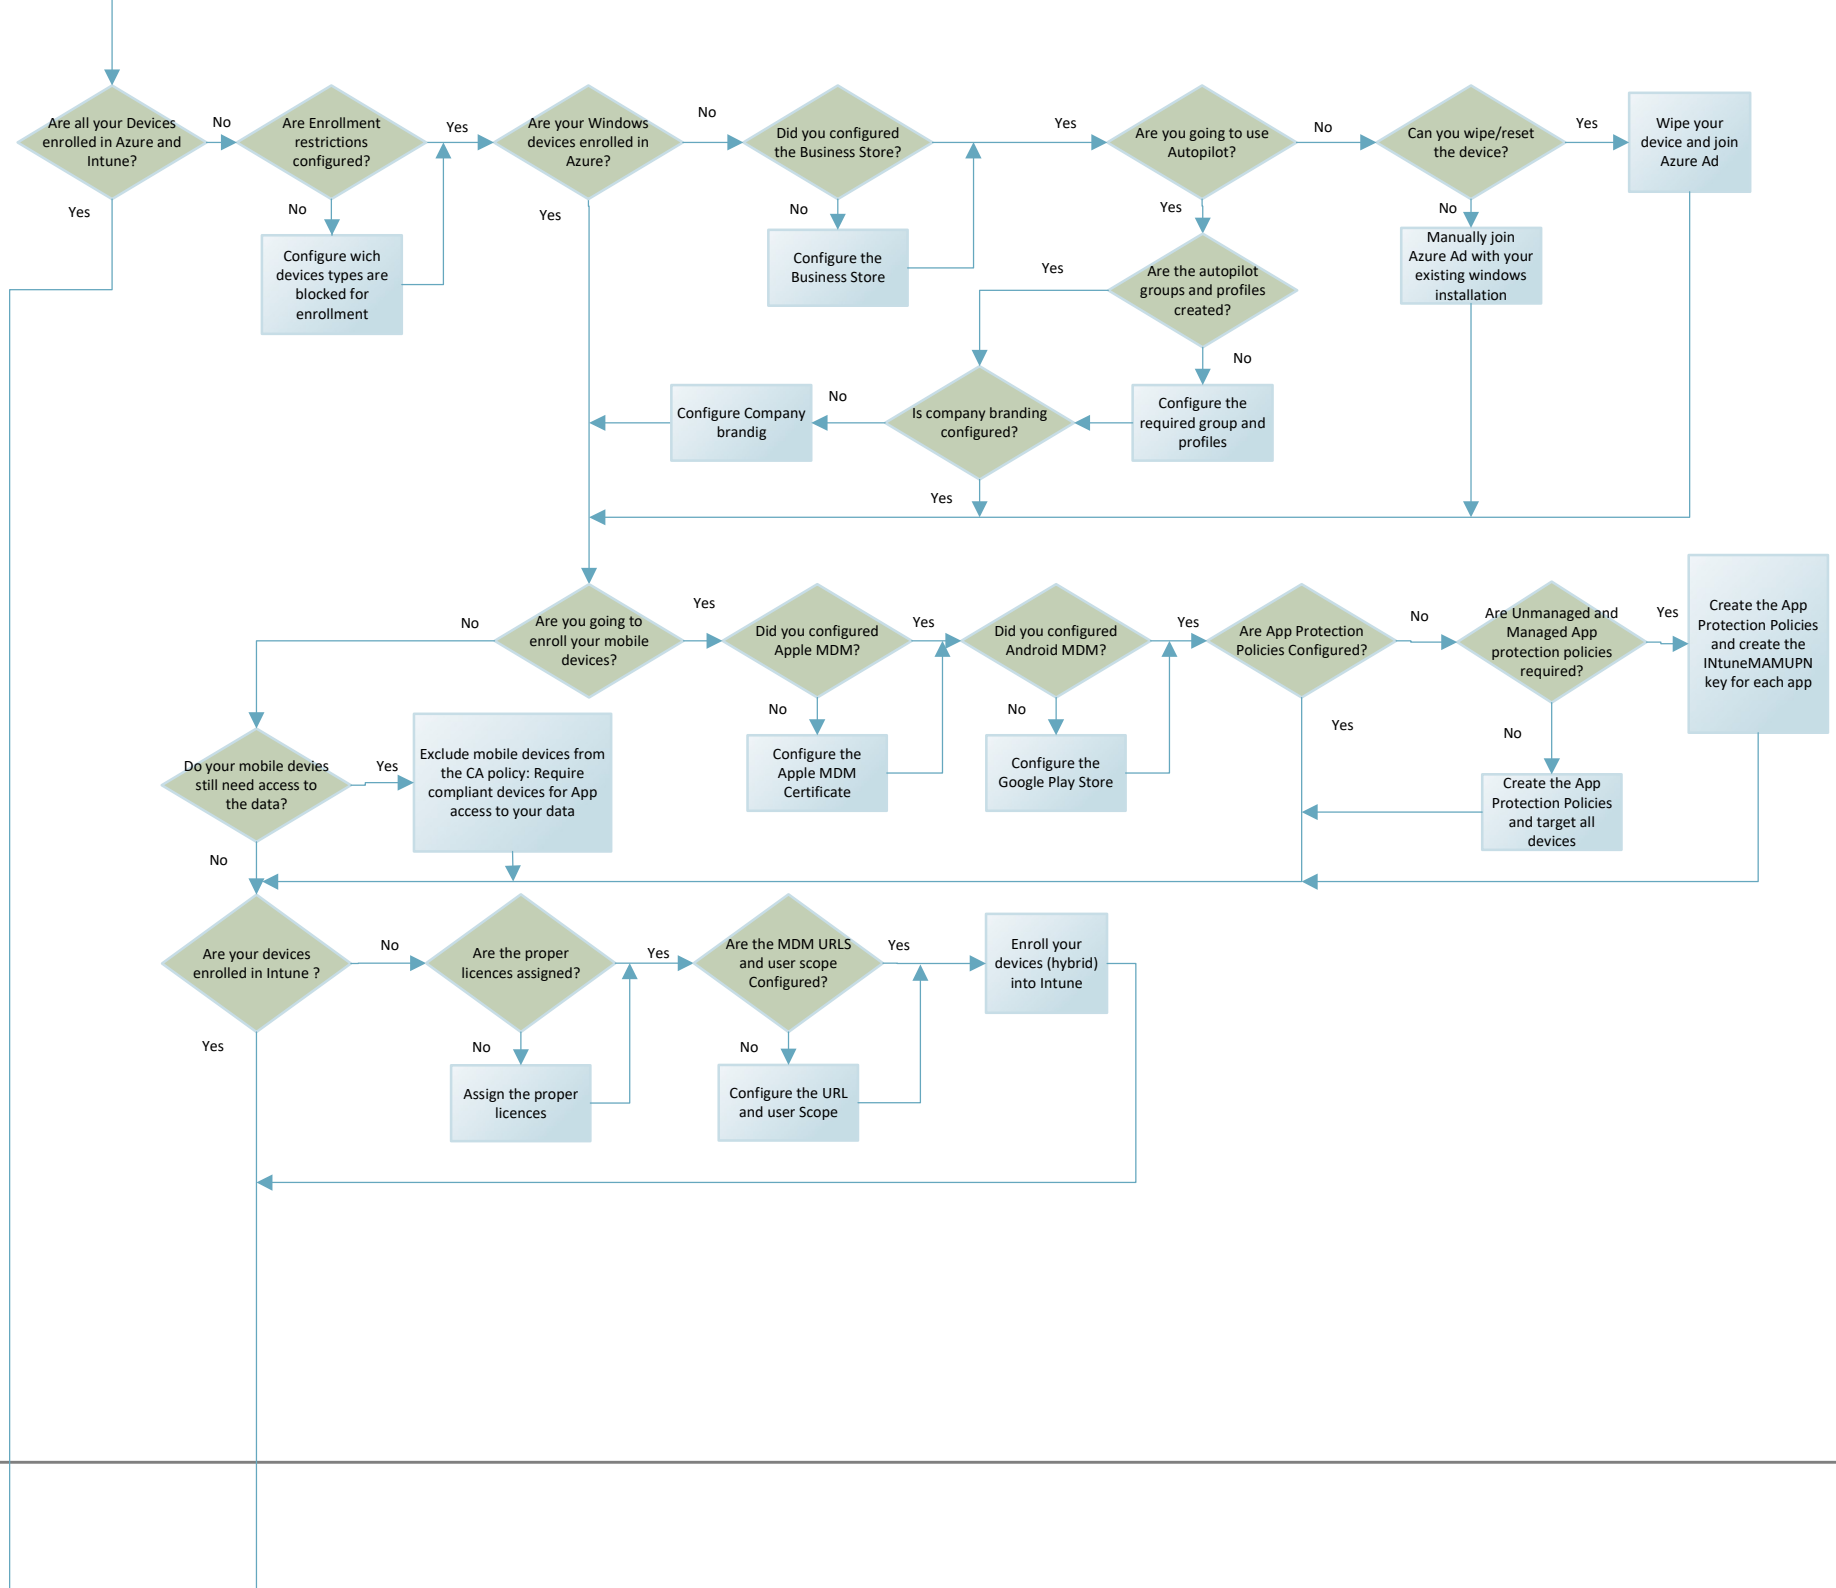 Are all your Devices
enrolled in Azure and
Intune?
No
Yes
Are Enrollment
restrictions
configured?
Yes
No
Configure wich
devices types are
blocked for
enrollment
Are your Windows
devices enrolled in
Azure?
No
Yes
Did you configured
the Business Store?
Yes
No
Configure the
Business Store
Are you going to use
Autopilot?
No
Yes
Can you wipe/reset
the device?
Yes
No
Wipe your
device and join
Azure Ad
Manually join
Azure Ad with your
existing windows
installation
Are the autopilot
groups and profiles
created?
Yes
No
Configure the
required group and
profiles
Is company branding
configured?
No
Yes
Configure Company
brandig
Are you going to
enroll your mobile
devices?
No
Yes
Did you configured
Apple MDM?
Yes
No
Configure the
Apple MDM
Certificate
Did you configured
Android MDM?
Yes
No
Configure the
Google Play Store
Are App Protection
Policies Configured?
No
Yes
Are Unmanaged and
Managed App
protection policies
required?
Yes
No
Create the App
Protection Policies
and create the
INtuneMAMUPN
key for each app
Create the App
Protection Policies
and target all
devices
Do your mobile devies
still need access to
the data?
Yes
No
Exclude mobile devices from
the CA policy: Require
compliant devices for App
access to your data
Are your devices
enrolled in Intune ?
No
Yes
Are the proper
licences assigned?
Yes
No
Assign the proper
licences
Are the MDM URLS
and user scope
Configured?
Yes
No
Configure the URL
and user Scope
Enroll your
devices (hybrid)
into Intune